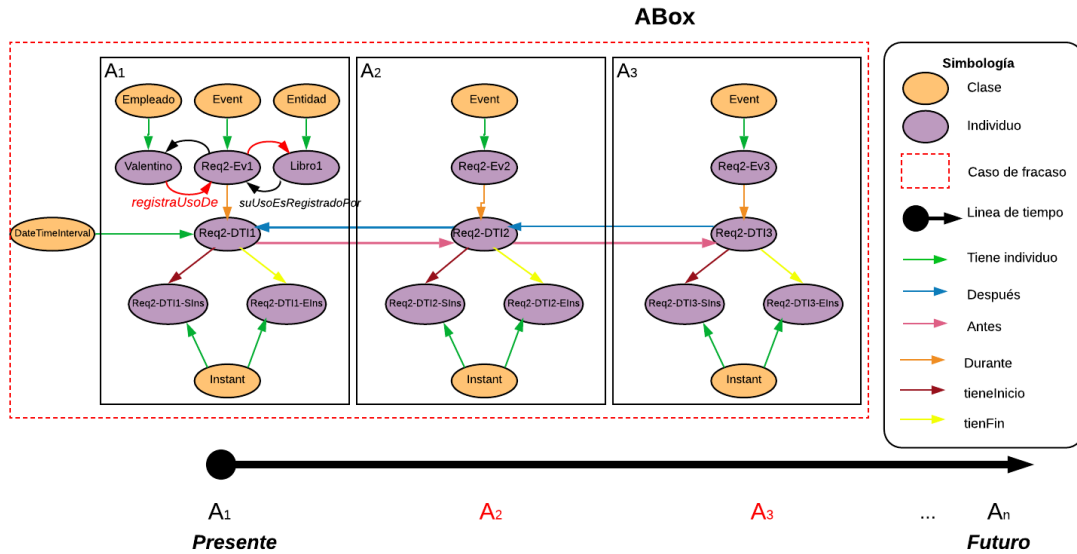 ABox
A1
A2
A3
Empleado
Event
Entidad
Event
Event
Valentino
Req2-Ev1
Libro1
Req2-Ev2
Req2-Ev3
registraUsoDe
suUsoEsRegistradoPor
DateTimeInterval
Req2-DTI1
Req2-DTI2
Req2-DTI3
Req2-DTI1-SIns
Req2-DTI1-EIns
Req2-DTI2-SIns
Req2-DTI2-EIns
Req2-DTI3-SIns
Req2-DTI3-EIns
Instant
Instant
Instant
Simbología
Clase
Individuo
Caso de fracaso
Linea de tiempo
Tiene individuo
Después
Antes
Durante
tieneInicio
tienFin
A1
A2
A3
...
An
Presente
Futuro